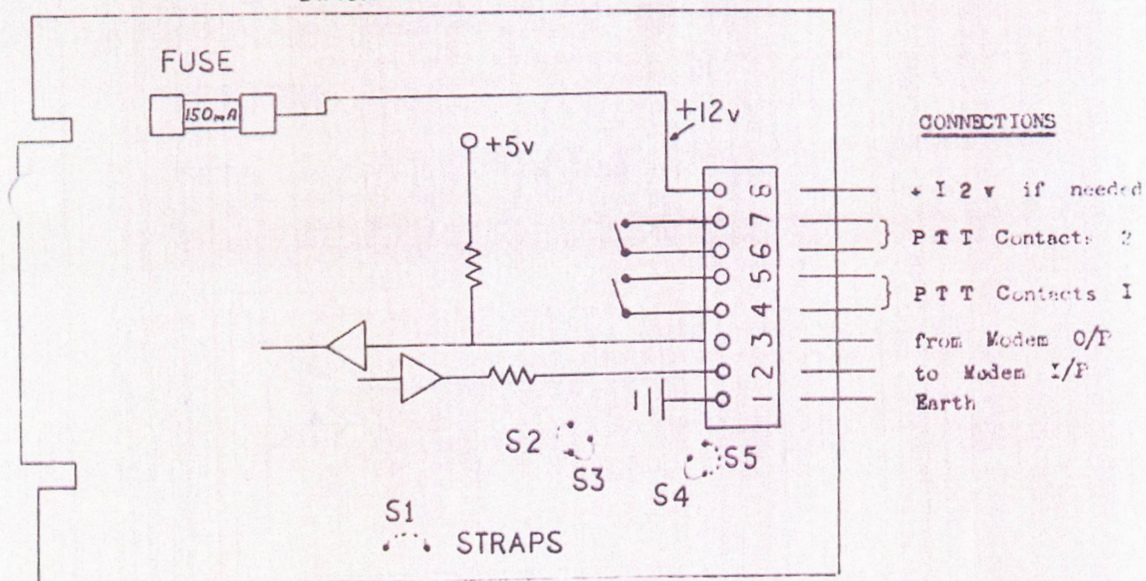 FUSE
150mA
+12v
+5v
CONNECTIONS
8
+ I 2 v if needed
7
6
P T T Contacts 2
5
4
P T T Contacts I
3
from Modem O/P
2
to Modem I/P
1
Earth
S2
S3
S5
S4
S1
STRAPS